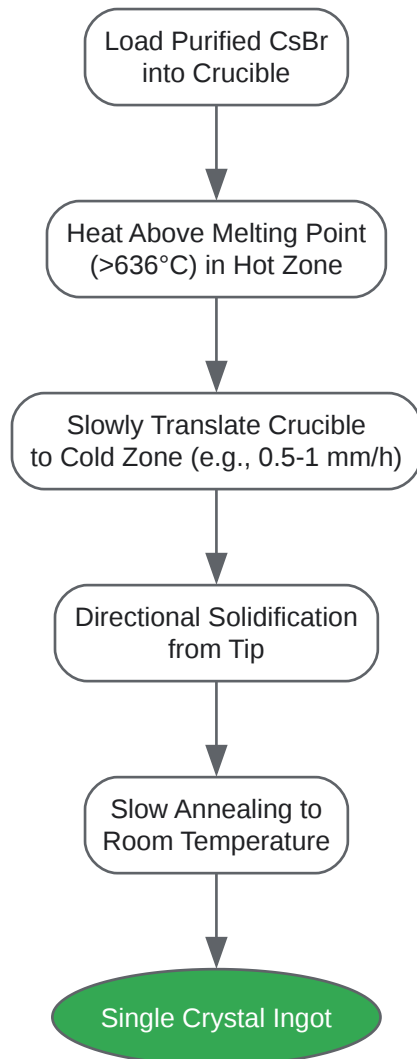 Load Purified CsBr
into Crucible
Heat Above Melting Point
(>636°C) in Hot Zone
Slowly Translate Crucible
to Cold Zone (e.g., 0.5-1 mm/h)
Directional Solidification
from Tip
Slow Annealing to
Room Temperature
Single Crystal Ingot